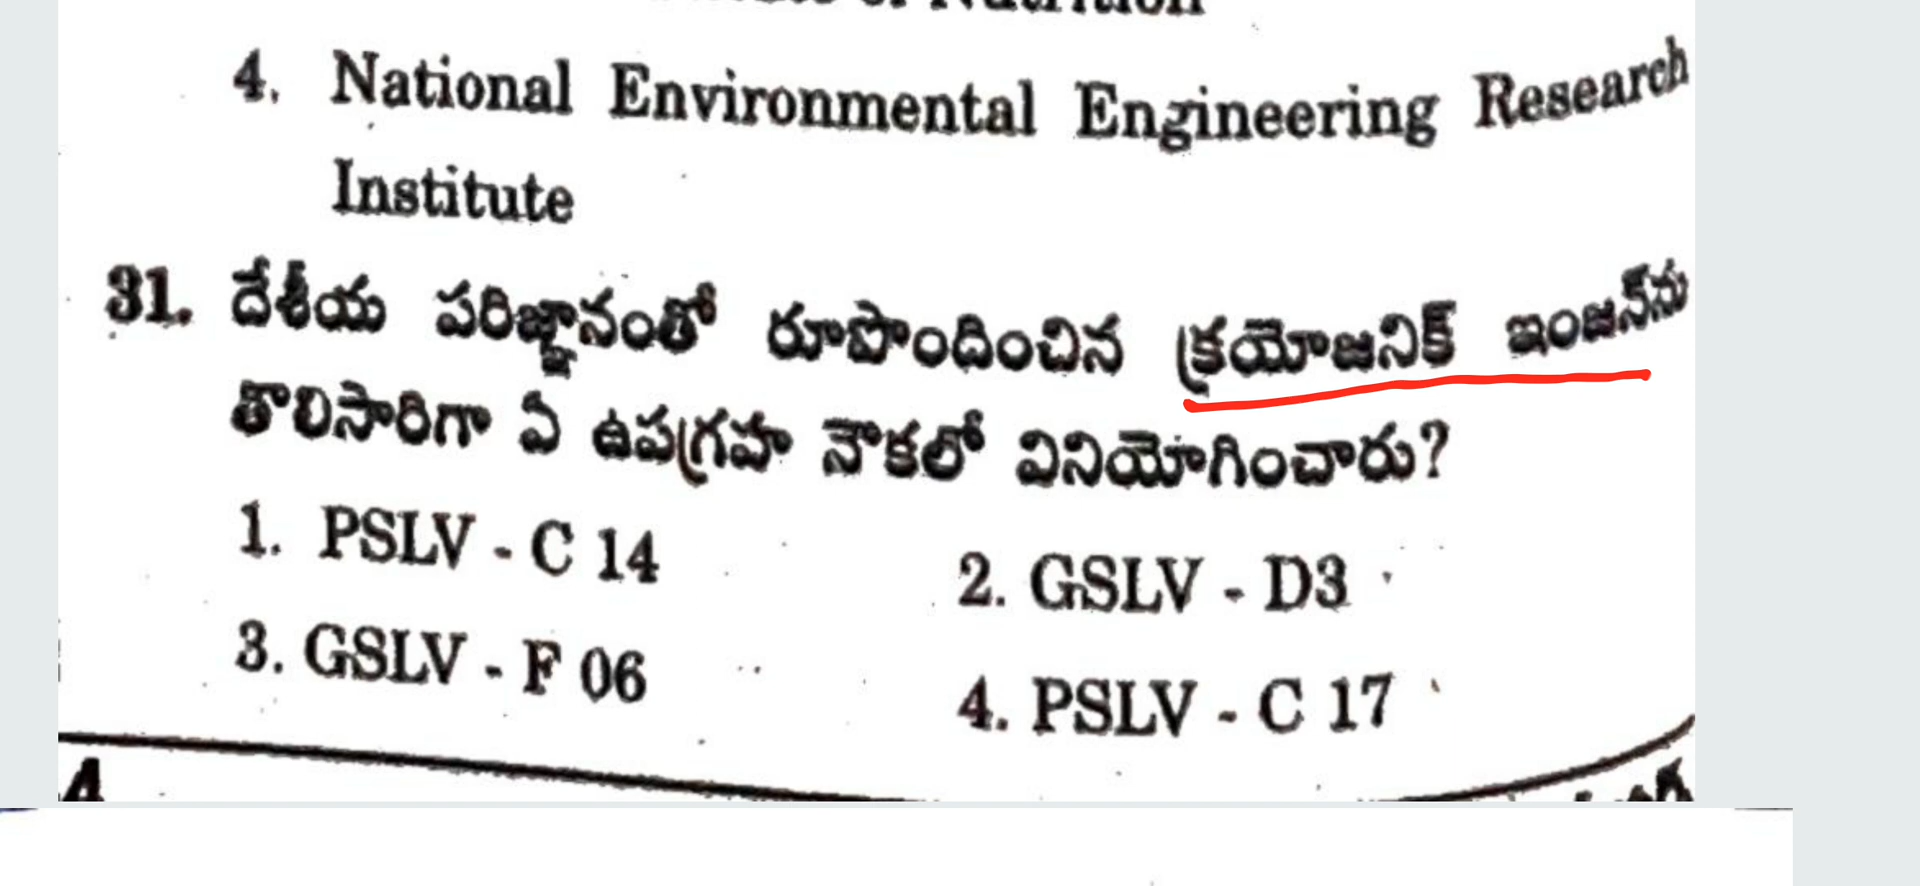 Nutrition
4. National Environmental Engineering Research
Institute
31. దేశీయ పరిజ్ఞానంతో రూపొందించిన క్రయోజనిక్ ఇంజన్‌ను
తొలిసారిగా ఏ ఉపగ్రహ నౌకలో వినియోగించారు?
1. PSLV - C 14
2. GSLV - D3
3. GSLV - F 06
4. PSLV - C 17
A